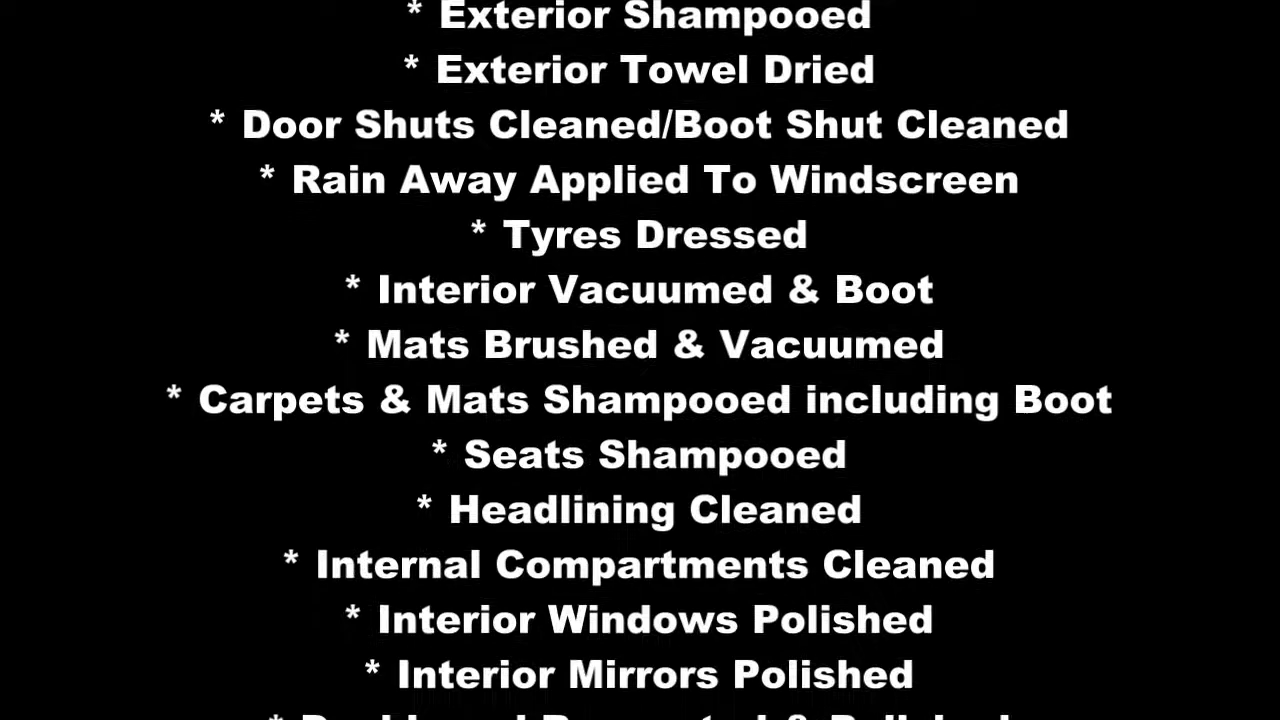 * Exterior Shampooed
* Exterior Towel Dried
* Door Shuts Cleaned/Boot Shut Cleaned
* Rain Away Applied To Windscreen
* Tyres Dressed
* Interior Vacuumed & Boot
* Mats Brushed & Vacuumed
* Carpets & Mats Shampooed including Boot
* Seats Shampooed
* Headlining Cleaned
* Internal Compartments Cleaned
* Interior Windows Polished
* Interior Mirrors Polished